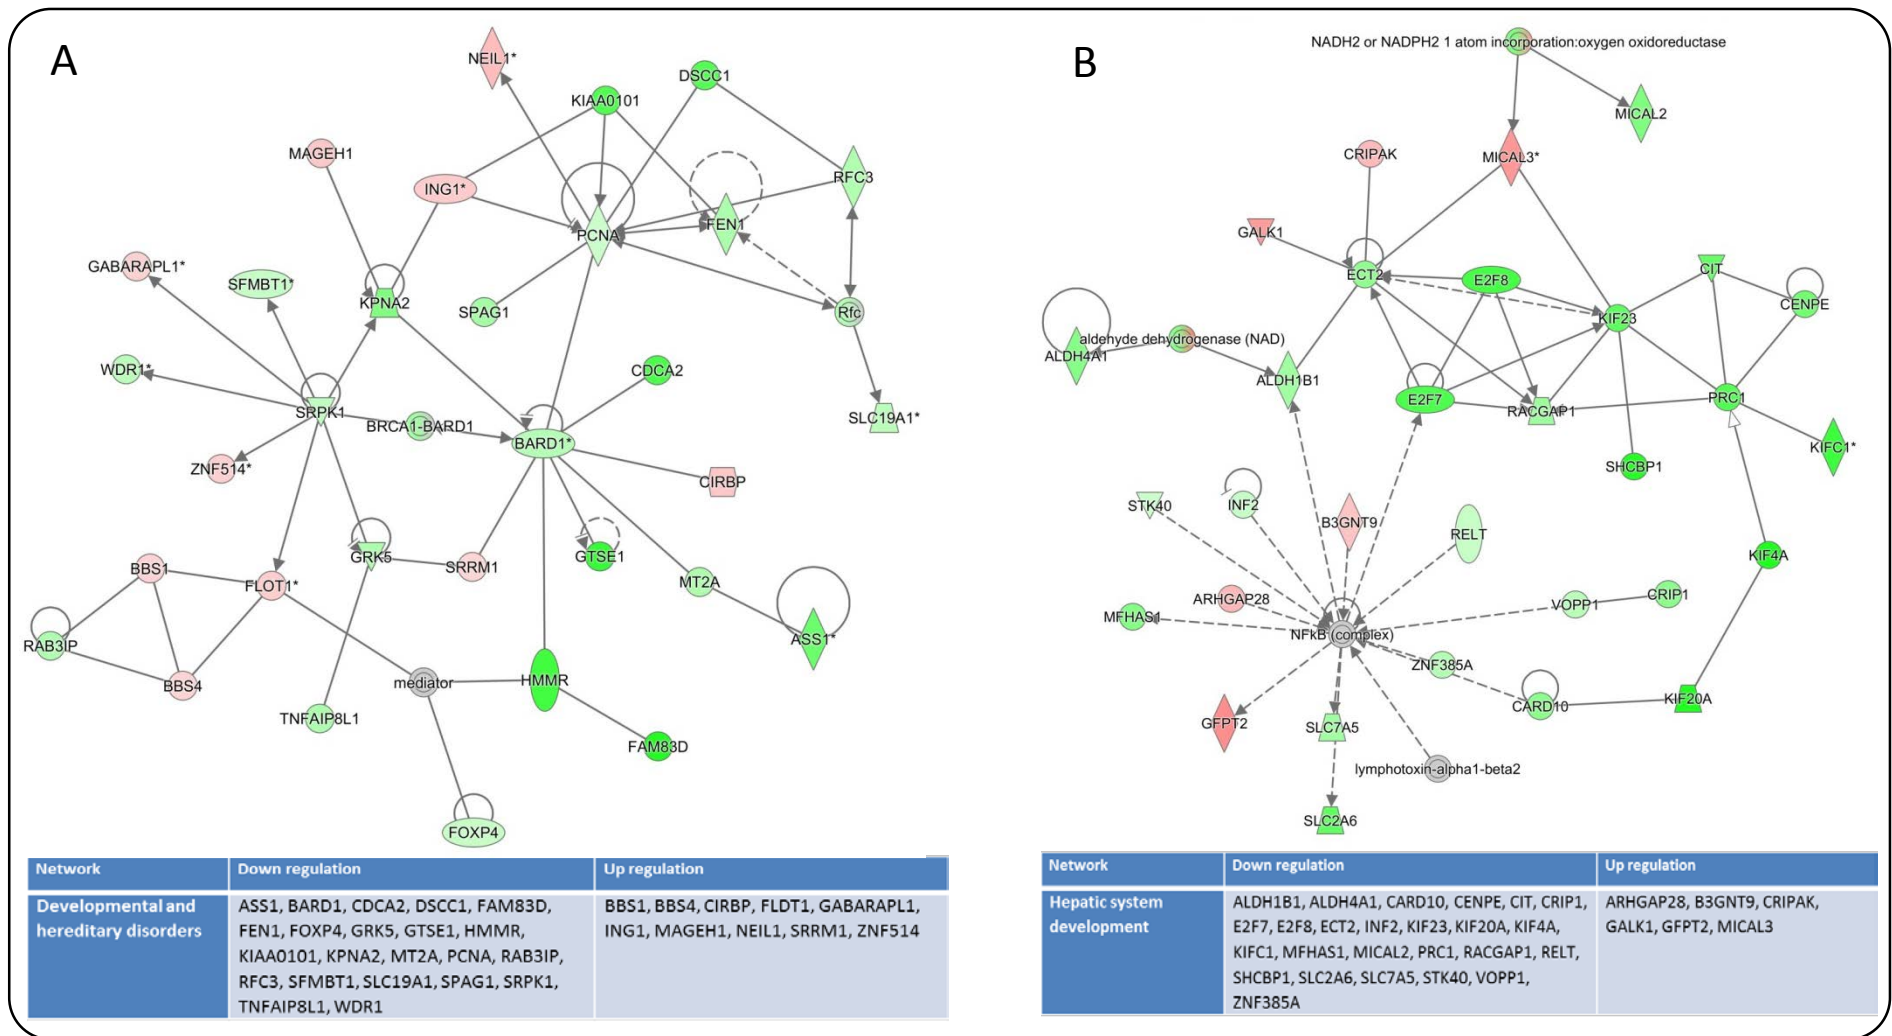 A
NEIL1*
DSCC1
KIAA0101
MAGEH1
ING1*
RFC3
PCNA
FEN1
GABARAPL1*
SFMBT1*
KPNA2
SPAG1
Rfc
WDR1*
CDCA2
SRPK1
BRCA1-BARD1
SLC19A1*
BARD1*
ZNF514*
CIRBP
GTSE1
GRK5
SRRM1
BBS1
FLOT1*
MT2A
RAB3IP
ASS1*
BBS4
mediator
HMMR
TNFAIP8L1
FAM83D
FOXP4
Network
Down regulation
Up regulation
Developmental and
hereditary disorders
ASS1, BARD1, CDCA2, DSCC1, FAM83D,
FEN1, FOXP4, GRK5, GTSE1, HMMR,
KIAA0101, KPNA2, MT2A, PCNA, RAB3IP,
RFC3, SFMBT1, SLC19A1, SPAG1, SRPK1,
TNFAIP8L1, WDR1
BBS1, BBS4, CIRBP, FLDT1, GABARAPL1,
ING1, MAGEH1, NEIL1, SRRM1, ZNF514
B
NADH2 or NADPH2 1 atom incorporation:oxygen oxidoreductase
MICAL2
CRIPAK
MICAL3*
GALK1
ECT2
E2F8
CIT
CENPE
KIF23
aldehyde dehydrogenase (NAD)
ALDH4A1
ALDH1B1
E2F7
RACGAP1
PRC1
KIFC1*
SHCBP1
STK40
INF2
B3GNT9
RELT
KIF4A
ARHGAP28
VOPP1
CRIP1
MFHAS1
NFkB (complex)
ZNF385A
CARD10
KIF20A
GFPT2
SLC7A5
lymphotoxin-alpha1-beta2
SLC2A6
Network
Down regulation
Up regulation
Hepatic system
development
ALDH1B1, ALDH4A1, CARD10, CENPE, CIT, CRIP1,
E2F7, E2F8, ECT2, INF2, KIF23, KIF20A, KIF4A,
KIFC1, MFHAS1, MICAL2, PRC1, RACGAP1, RELT,
SHCBP1, SLC2A6, SLC7A5, STK40, VOPP1,
ZNF385A
ARHGAP28, B3GNT9, CRIPAK,
GALK1, GFPT2, MICAL3